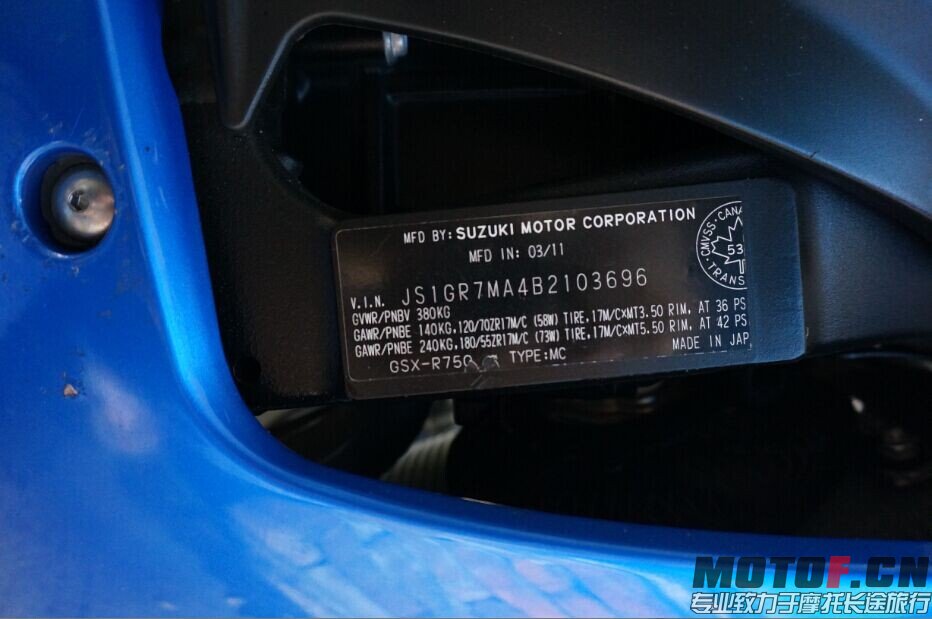 MFD BY: SUZUKI MOTOR CORPORATION
MFD IN: 03/11
CMVSS
53
V.I.N. JS1GR7MA4B2103696
GVWR/PNBV 380KG
GAWR/PNBE 140KG.120/70ZR17M/C (58W) TIRE.17M/C×MT3.50 RIM, AT 36 PS
GAWR/PNBE 240KG.180/55ZR17M/C (73W) TIRE.17M/C×MT5.50 RIM, AT 42 PS
MADE IN JAP
GSX-R750 TYPE:MC
MOTOF.CN
专业致力于摩托长途旅行